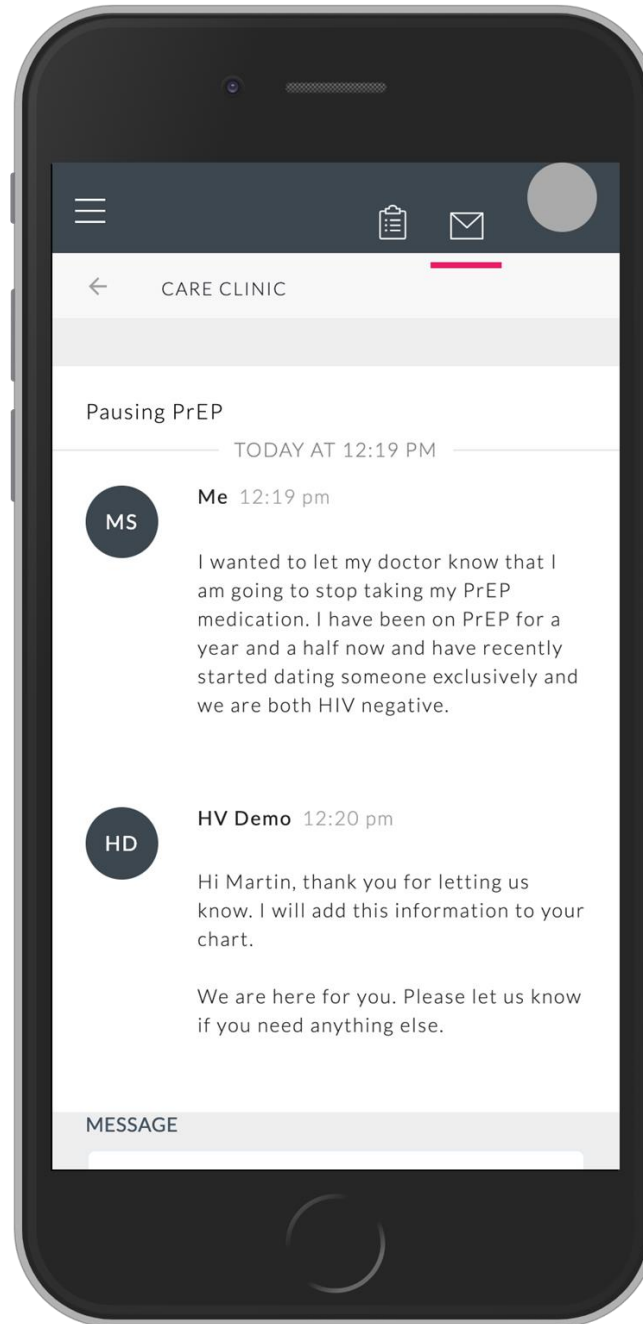 CARE CLINIC
Pausing PrEP
TODAY AT 12:19 PM
MS
Me 12:19 pm
I wanted to let my doctor know that I
am going to stop taking my PrEP
medication. I have been on PrEP for a
year and a half now and have recently
started dating someone exclusively and
we are both HIV negative.
HD
HV Demo 12:20 pm
Hi Martin, thank you for letting us
know. I will add this information to your
chart.
We are here for you. Please let us know
if you need anything else.
MESSAGE